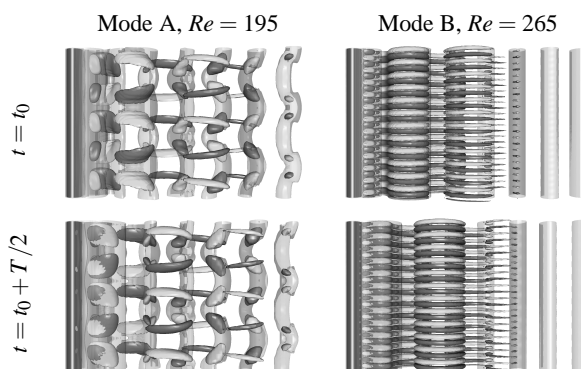 Mode A, Re = 195
Mode B, Re = 265
t = t0
t = t0 + T/2